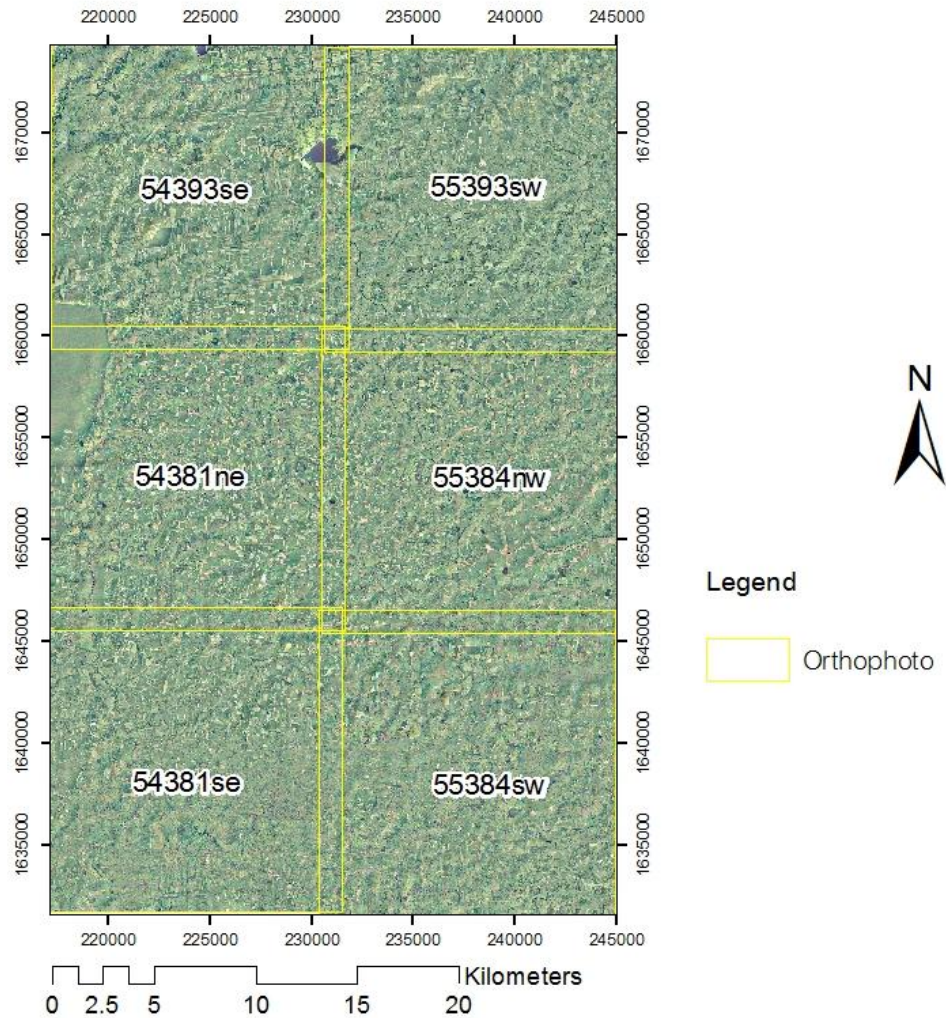 220000 225000 230000 235000 240000 245000
1670000 1670000
54393se 55393sw
1665000 1665000
1660000 1660000
N
1655000 1655000
54381ne 55384nw
1650000 1650000
Legend
1645000 1645000
Orthophoto
1640000 1640000
54381se 55384sw
1635000 1635000
220000 225000 230000 235000 240000 245000
Kilometers
0 2.5 5 10 15 20